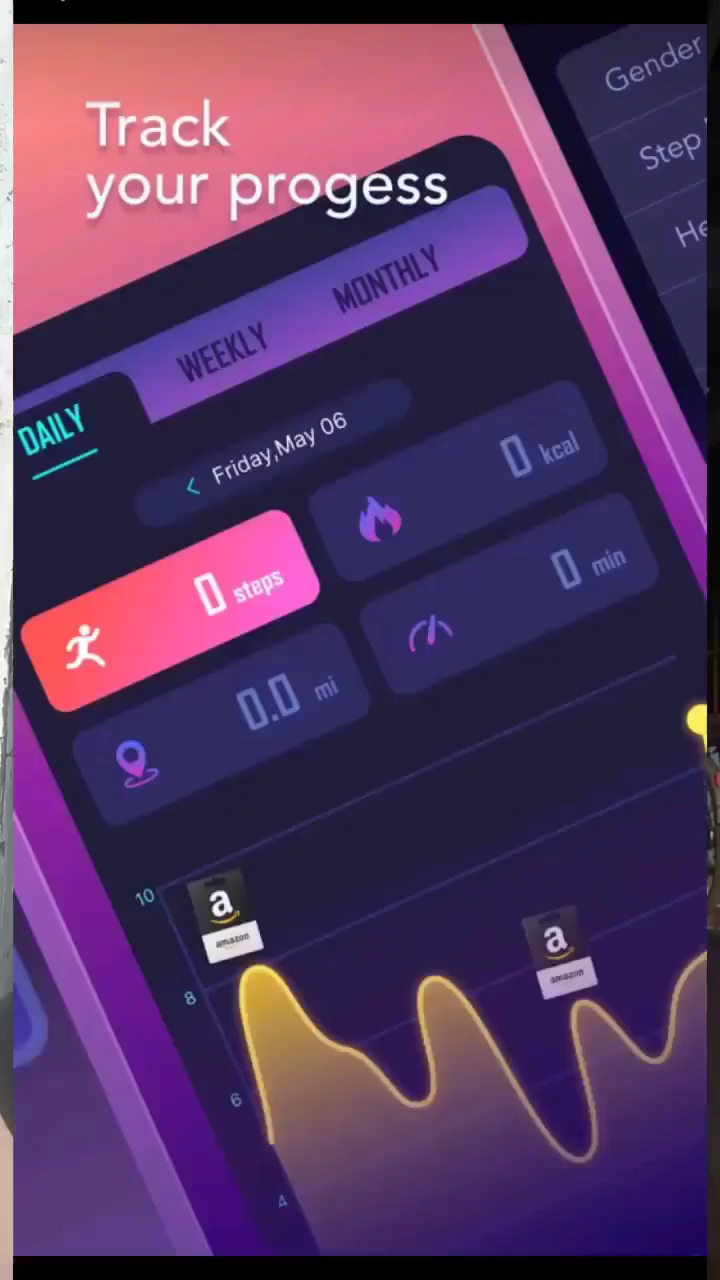 Track
your progess
Gender
Step
He
MONTHLY
WEEKLY
DAILY
Friday,May 06
0 kcal
0 steps
0 min
0.0 mi
10
8
6
4
a
amazon
a
amazon